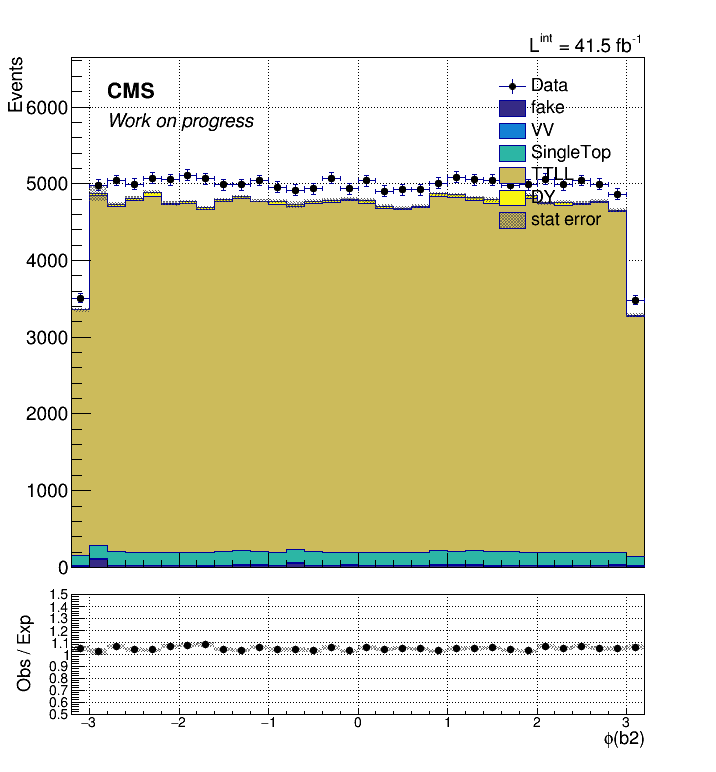 L^int = 41.5 fb^-1
Events
CMS
Work on progress
Data
fake
VV
SingleTop
TTLL
DY
stat error
6000
5000
4000
3000
2000
1000
0
Obs / Exp
1.5
1.4
1.3
1.2
1.1
1
0.9
0.8
0.7
0.6
0.5
−3 −2 −1 0 1 2 3
ϕ(b2)